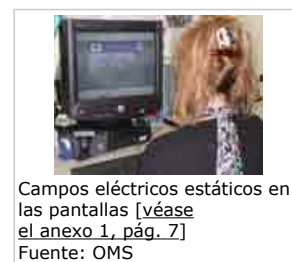 Campos eléctricos estáticos en
las pantallas [véase
el anexo 1, pág. 7]
Fuente: OMS